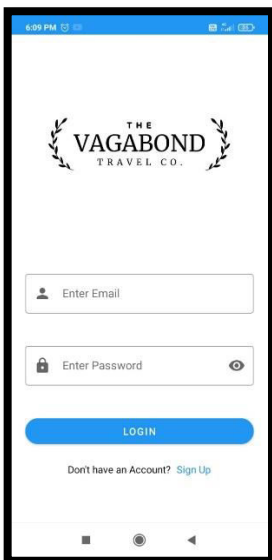 6:09 PM
THE
VAGABOND
TRAVEL CO.
Enter Email
Enter Password
LOGIN
Don't have an Account? Sign Up